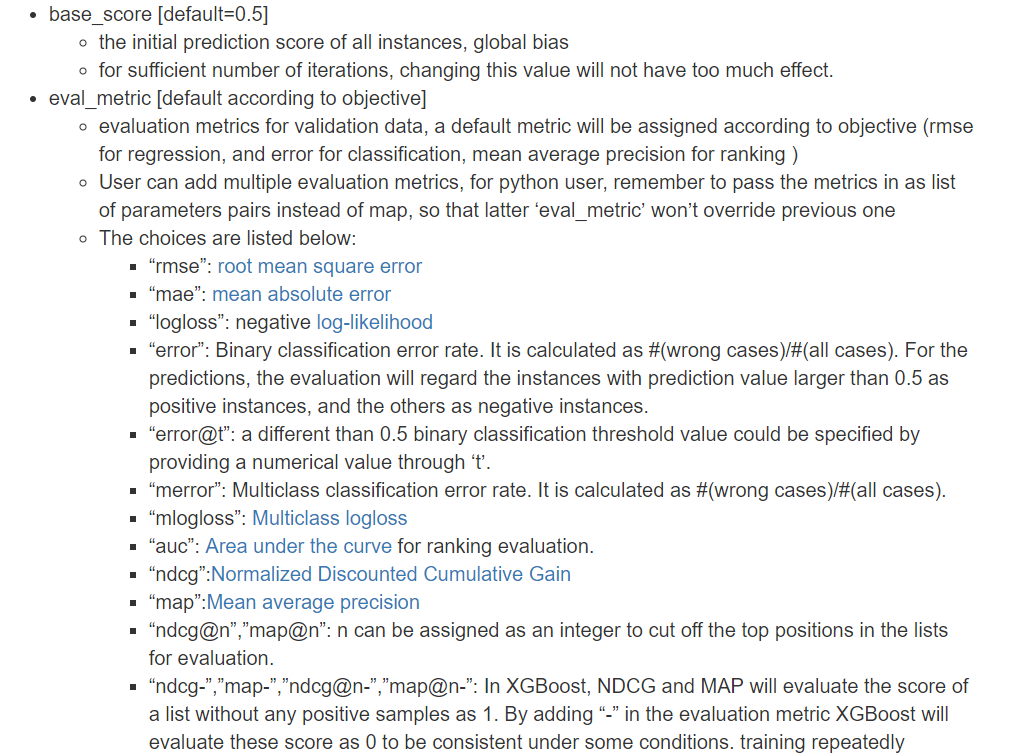 base_score [default=0.5]
the initial prediction score of all instances, global bias
for sufficient number of iterations, changing this value will not have too much effect.
eval_metric [default according to objective]
evaluation metrics for validation data, a default metric will be assigned according to objective (rmse
for regression, and error for classification, mean average precision for ranking )
User can add multiple evaluation metrics, for python user, remember to pass the metrics in as list
of parameters pairs instead of map, so that latter ‘eval_metric’ won’t override previous one
The choices are listed below:
“rmse”: root mean square error
“mae”: mean absolute error
“logloss”: negative log-likelihood
“error”: Binary classification error rate. It is calculated as #(wrong cases)/#(all cases). For the
predictions, the evaluation will regard the instances with prediction value larger than 0.5 as
positive instances, and the others as negative instances.
“error@t”: a different than 0.5 binary classification threshold value could be specified by
providing a numerical value through ‘t’.
“merror”: Multiclass classification error rate. It is calculated as #(wrong cases)/#(all cases).
“mlogloss”: Multiclass logloss
“auc”: Area under the curve for ranking evaluation.
“ndcg”:Normalized Discounted Cumulative Gain
“map”:Mean average precision
“ndcg@n”,”map@n”: n can be assigned as an integer to cut off the top positions in the lists
for evaluation.
“ndcg-”,”map-”,”ndcg@n-”,”map@n-”: In XGBoost, NDCG and MAP will evaluate the score of
a list without any positive samples as 1. By adding “-” in the evaluation metric XGBoost will
evaluate these score as 0 to be consistent under some conditions. training repeatedly